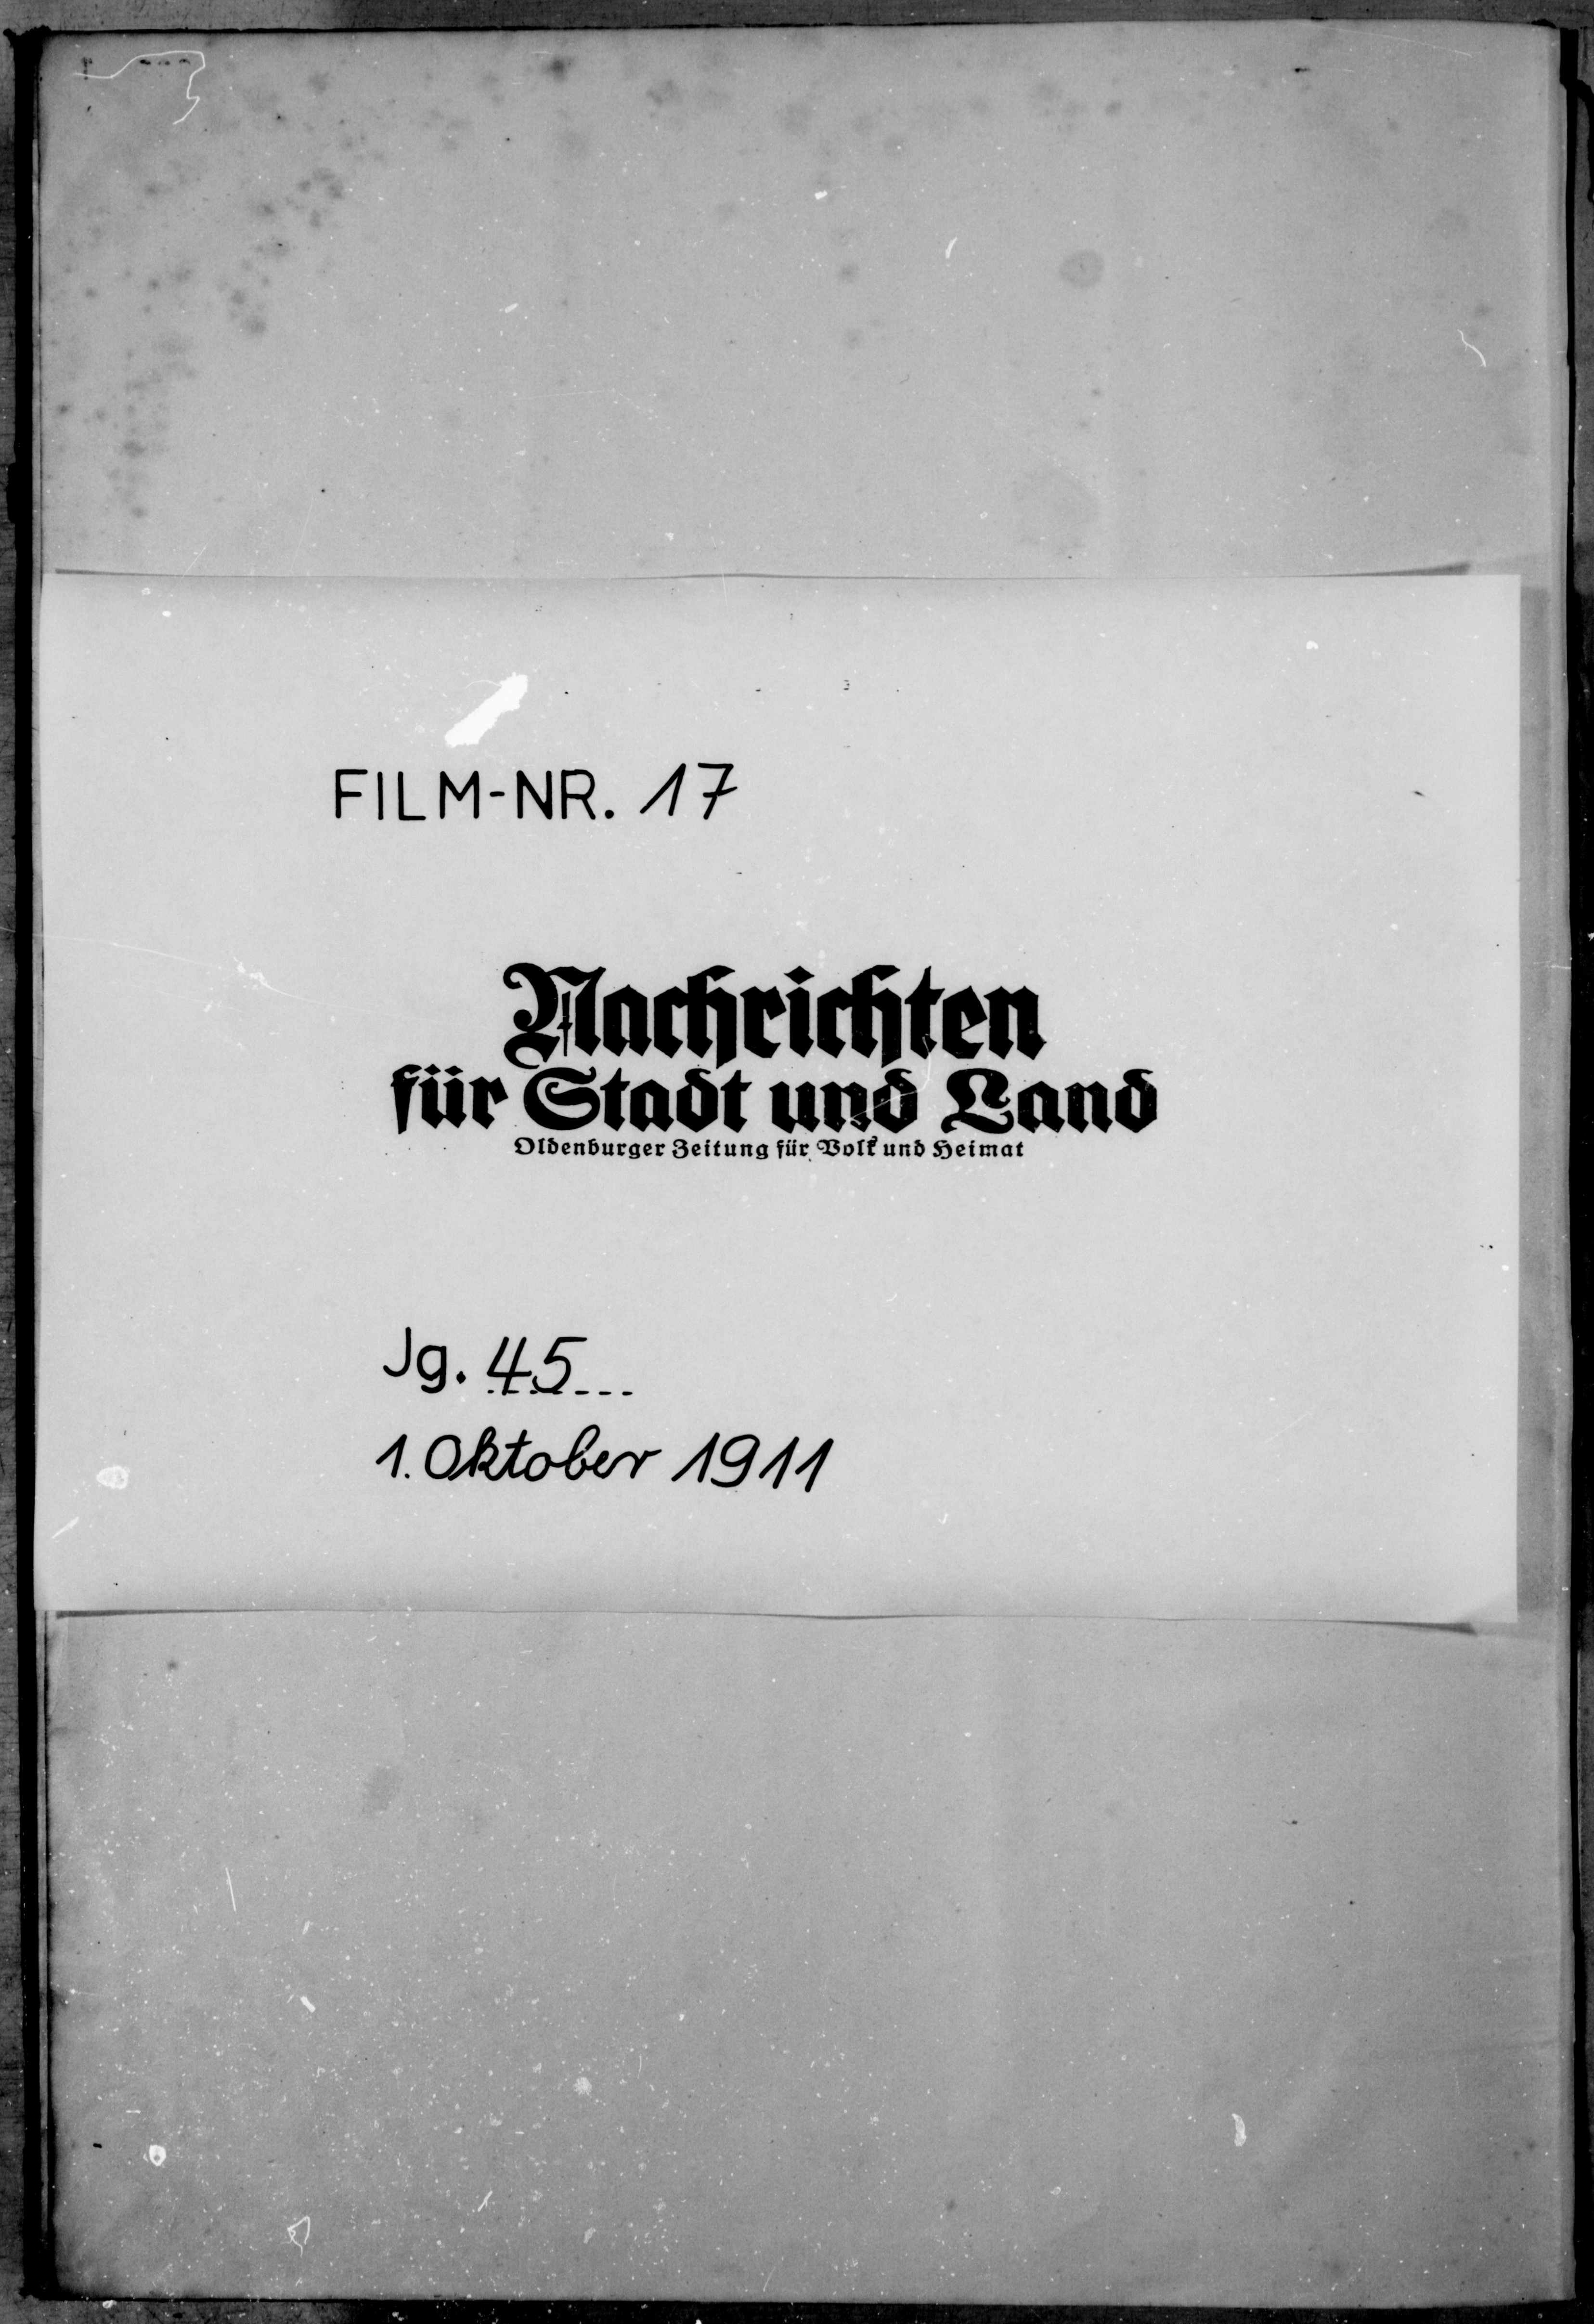 FILM-NR. 17
Nachrichten
für Stadt und Land
Oldenburger Zeitung für Volk und Heimat
Jg. 45
1. Oktober 1911